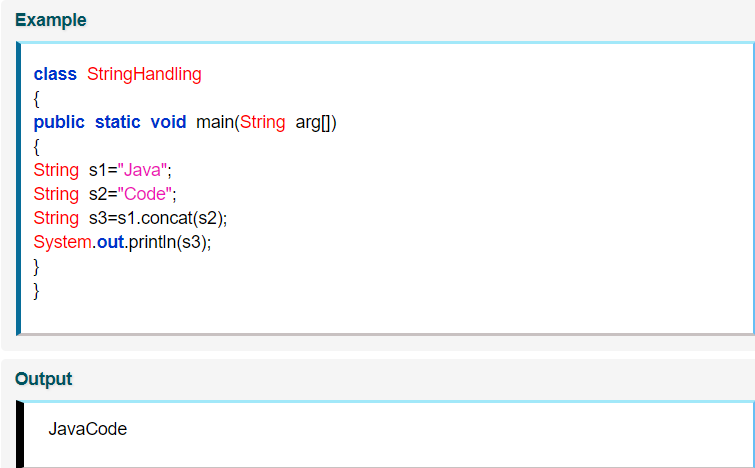 Example
class StringHandling
{
public static void main(String arg[])
{
String s1="Java";
String s2="Code";
String s3=s1.concat(s2);
System.out.println(s3);
}
}
Output
JavaCode